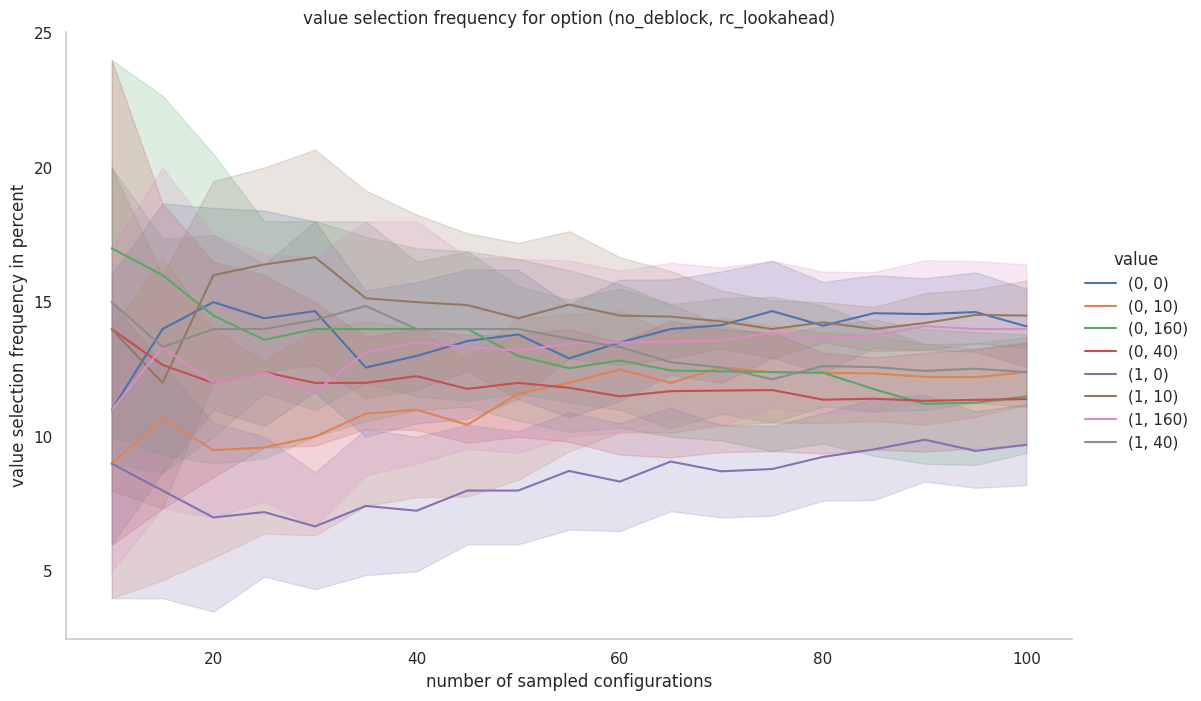 value selection frequency for option (no_deblock, rc_lookahead)
value selection frequency in percent
25
20
15
10
5
20 40 60 80 100
number of sampled configurations
value
(0, 0)
(0, 10)
(0, 160)
(0, 40)
(1, 0)
(1, 10)
(1, 160)
(1, 40)